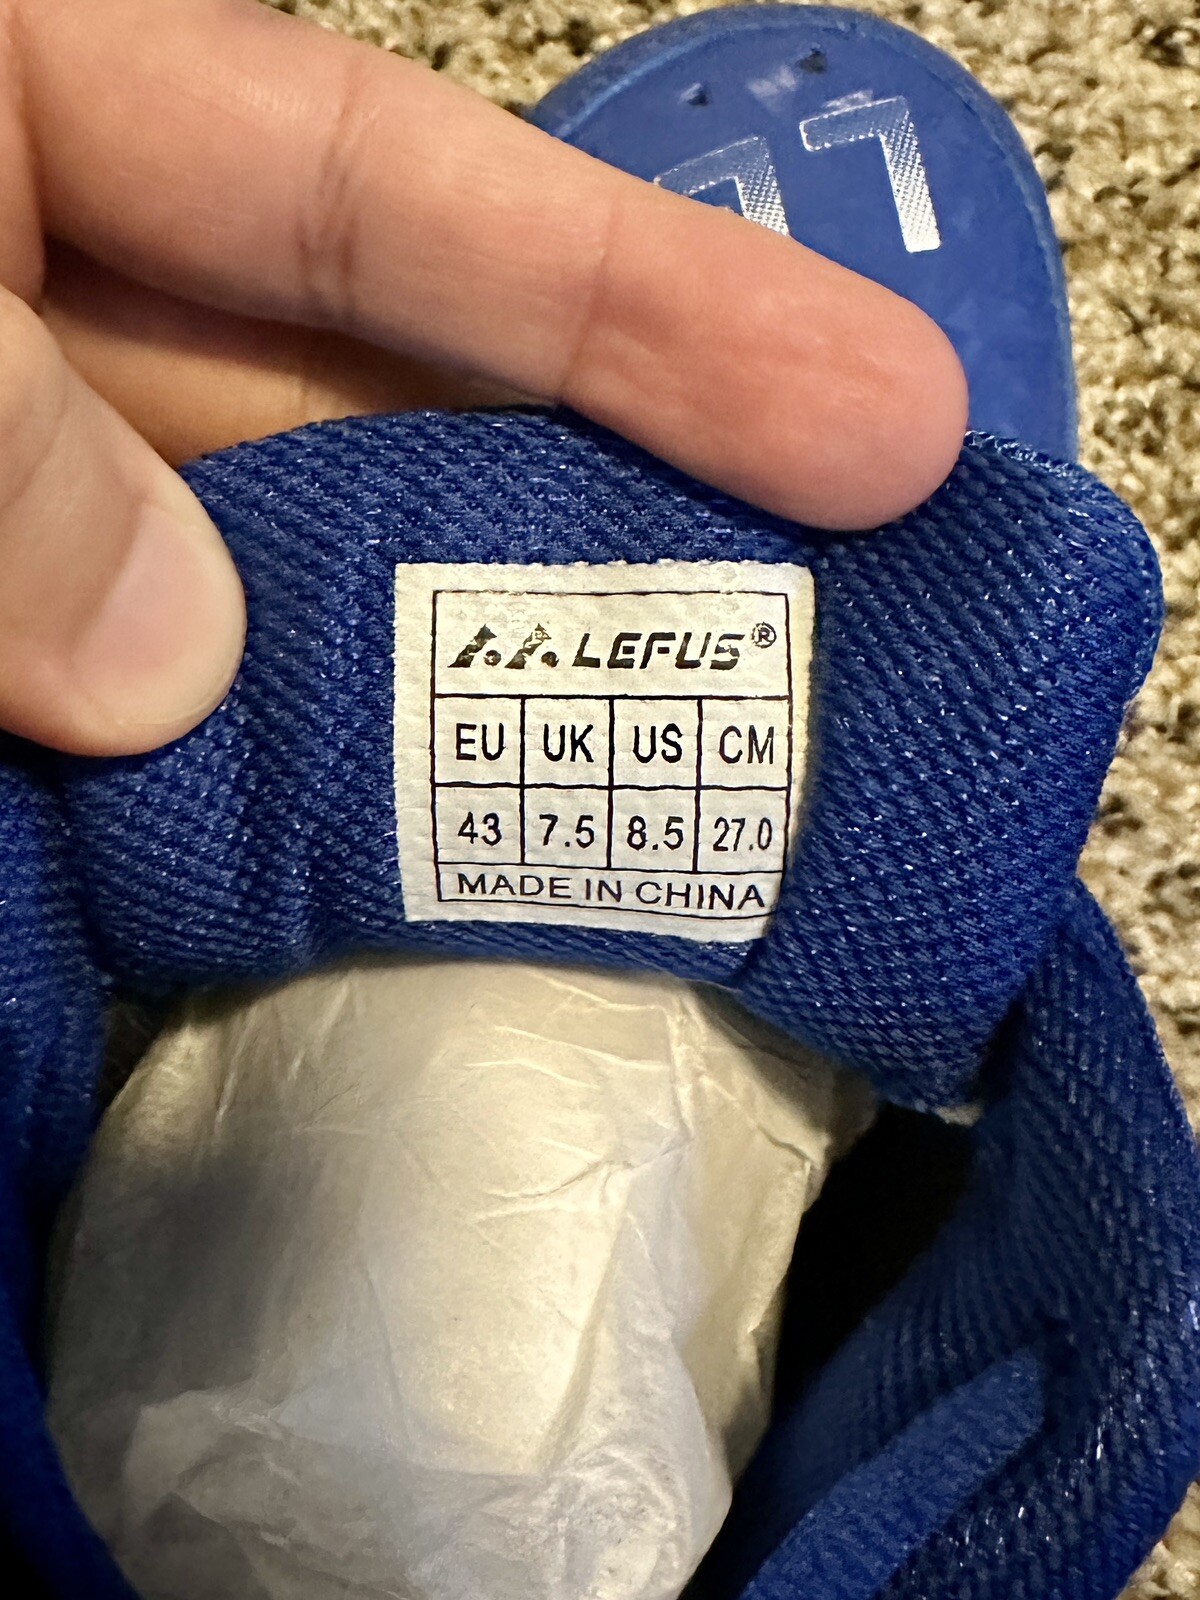 LEFUS®
EU UK US CM
43 7.5 8.5 27.0
MADE IN CHINA